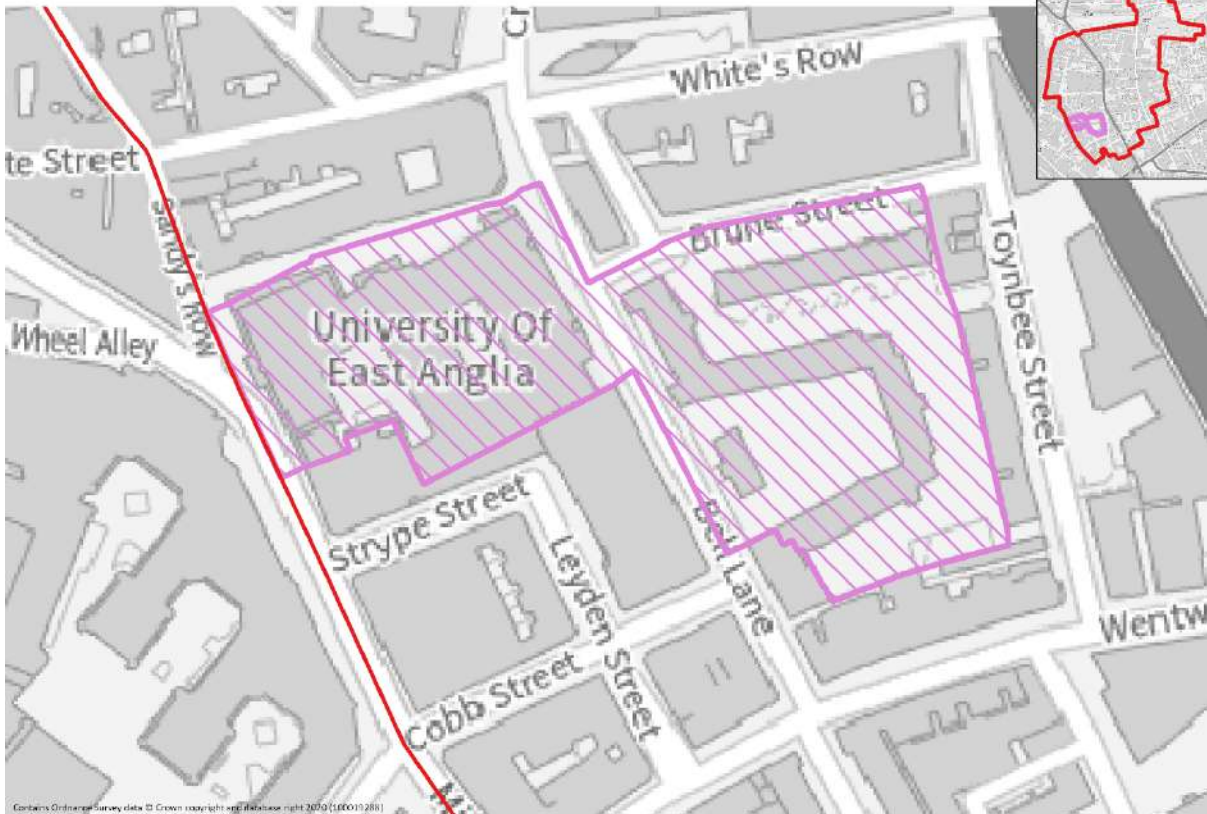 White's Row
te Street
Sandy's Row
Brune Street
Toynbee Street
Wheel Alley
University Of
East Anglia
Strype Street
Leyden Street
Bell Lane
Cobb Street
Wentw
Contains Ordnance Survey data © Crown copyright and database right 2020 (100019288)